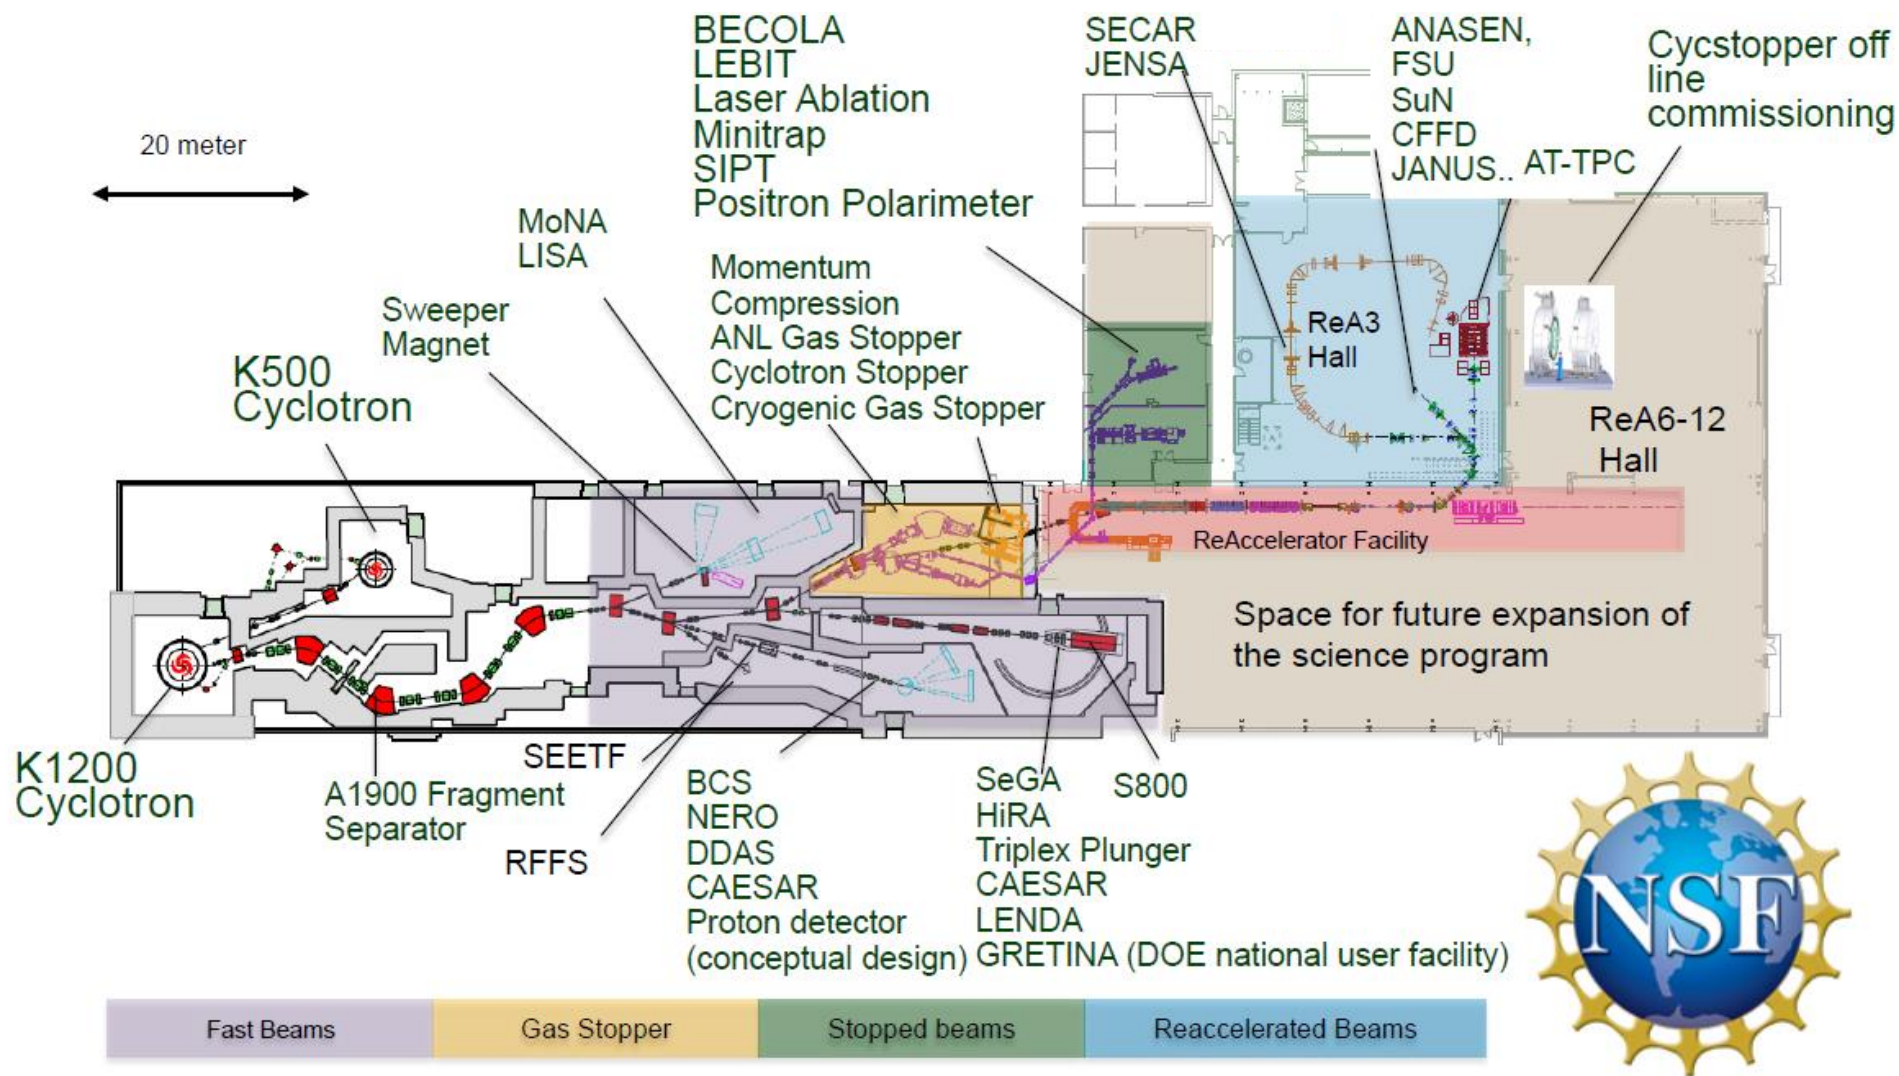 BECOLA
LEBIT
Laser Ablation
Minitrap
SIPT
Positron Polarimeter
SECAR
JENSA
ANASEN,
FSU
SuN
CFFD
JANUS..
AT-TPC
Cycstopper off
line
commissioning
20 meter
MoNA
LISA
Momentum
Compression
ANL Gas Stopper
Cyclotron Stopper
Cryogenic Gas Stopper
Sweeper
Magnet
K500
Cyclotron
ReA3
Hall
ReA6-12
Hall
ReAccelerator Facility
Space for future expansion of
the science program
K1200
Cyclotron
A1900 Fragment
Separator
SEETF
RFFS
BCS
NERO
DDAS
CAESAR
Proton detector
(conceptual design)
SeGA
HiRA
Triplex Plunger
CAESAR
LENDA
GRETINA (DOE national user facility)
S800
NSF
Fast Beams
Gas Stopper
Stopped beams
Reaccelerated Beams